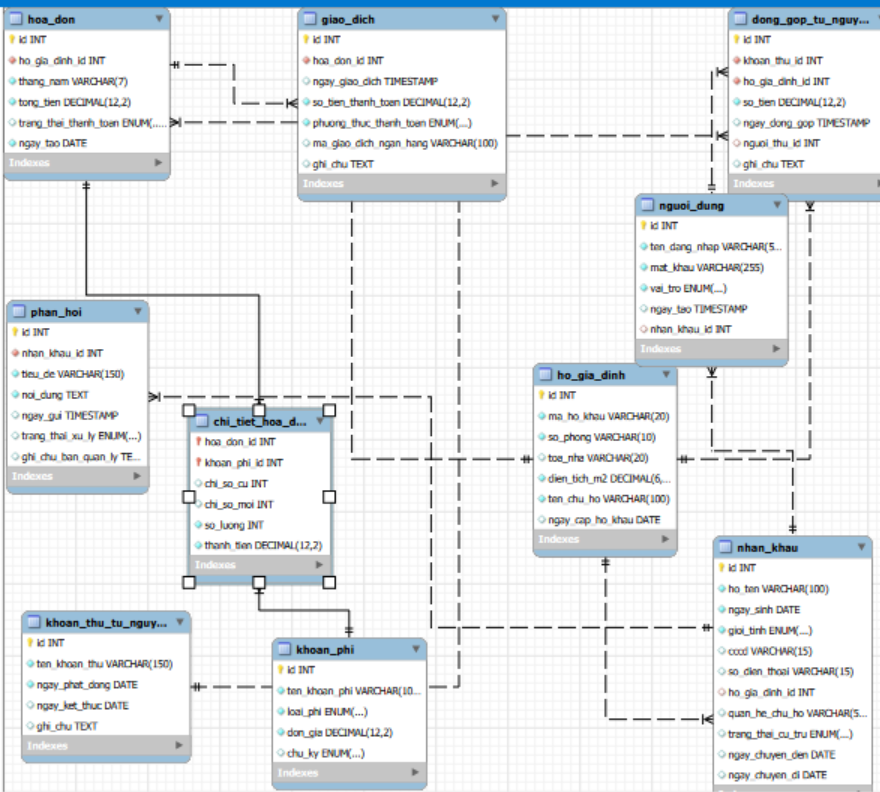 hoa_don
id INT
ho_gia_dinh_id INT
thang_nam VARCHAR(7)
tong_tien DECIMAL(12,2)
trang_thai_thanh_toan ENUM(...
ngay_tao DATE
Indexes
giao_dich
id INT
hoa_don_id INT
ngay_giao_dich TIMESTAMP
so_tien_thanh_toan DECIMAL(12,2)
phuong_thuc_thanh_toan ENUM(...)
ma_giao_dich_ngan_hang VARCHAR(100)
ghi_chu TEXT
Indexes
dong_gop_tu_nguy...
id INT
khoan_thu_id INT
ho_gia_dinh_id INT
so_tien DECIMAL(12,2)
ngay_dong_gop TIMESTAMP
nguoi_thu_id INT
ghi_chu TEXT
Indexes
nguoi_dung
id INT
ten_dang_nhap VARCHAR(5...
mat_khau VARCHAR(255)
vai_tro ENUM(...)
ngay_tao TIMESTAMP
nhan_khau_id INT
Indexes
phan_hoi
id INT
nhan_khau_id INT
tieu_de VARCHAR(150)
noi_dung TEXT
ngay_gui TIMESTAMP
trang_thai_xu_ly ENUM(...)
ghi_chu_ban_quan_ly TE...
Indexes
chi_tiet_hoa_d...
hoa_don_id INT
khoan_phi_id INT
chi_so_cu INT
chi_so_moi INT
so_luong INT
thanh_tien DECIMAL(12,2)
Indexes
ho_gia_dinh
id INT
ma_ho_khau VARCHAR(20)
so_phong VARCHAR(10)
toa_nha VARCHAR(20)
dien_tich_m2 DECIMAL(6,...
ten_chu_ho VARCHAR(100)
ngay_cap_ho_khau DATE
Indexes
nhan_khau
id INT
ho_ten VARCHAR(100)
ngay_sinh DATE
gioi_tinh ENUM(...)
cccd VARCHAR(15)
so_dien_thoai VARCHAR(15)
ho_gia_dinh_id INT
quan_he_chu_ho VARCHAR(5...
trang_thai_cu_tru ENUM(...)
ngay_chuyen_den DATE
ngay_chuyen_di DATE
khoan_thu_tu_nguy...
id INT
ten_khoan_thu VARCHAR(150)
ngay_phat_dong DATE
ngay_ket_thuc DATE
ghi_chu TEXT
Indexes
khoan_phi
id INT
ten_khoan_phi VARCHAR(10...
loai_phi ENUM(...)
don_gia DECIMAL(12,2)
chu_ky ENUM(...)
Indexes